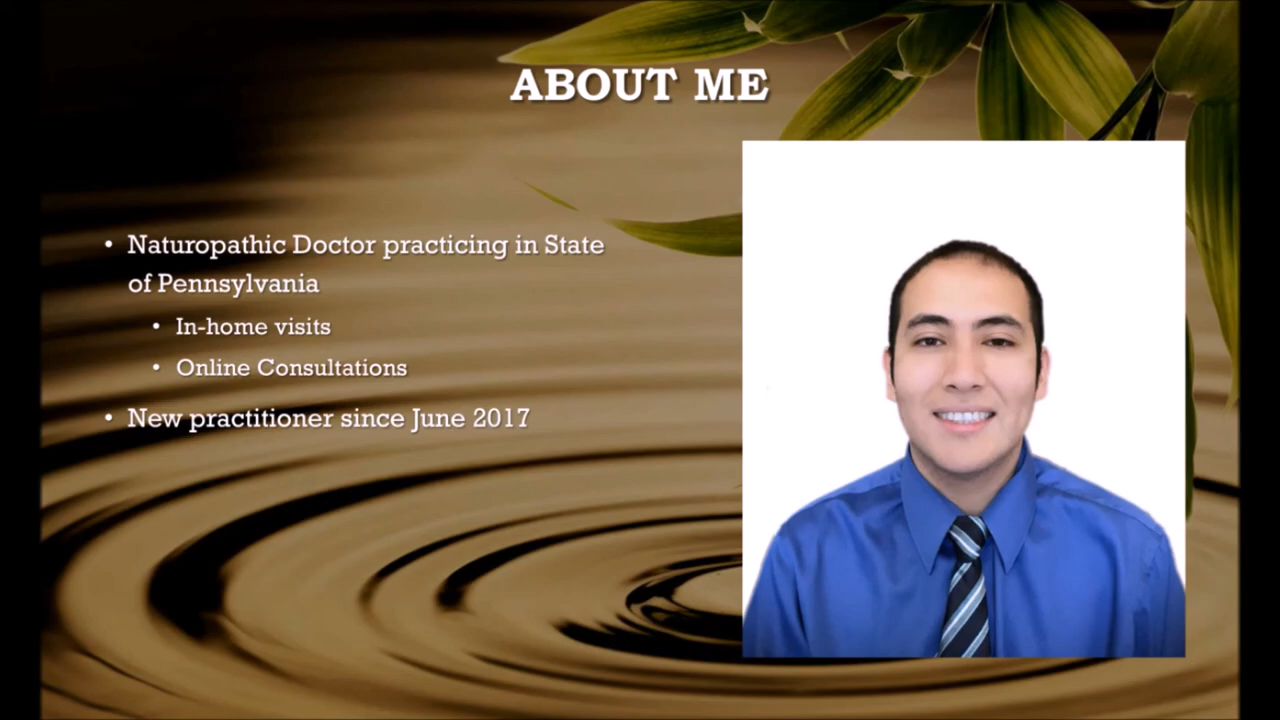 ABOUT ME
• Naturopathic Doctor practicing in State
of Pennsylvania
• In-home visits
• Online Consultations
• New practitioner since June 2017